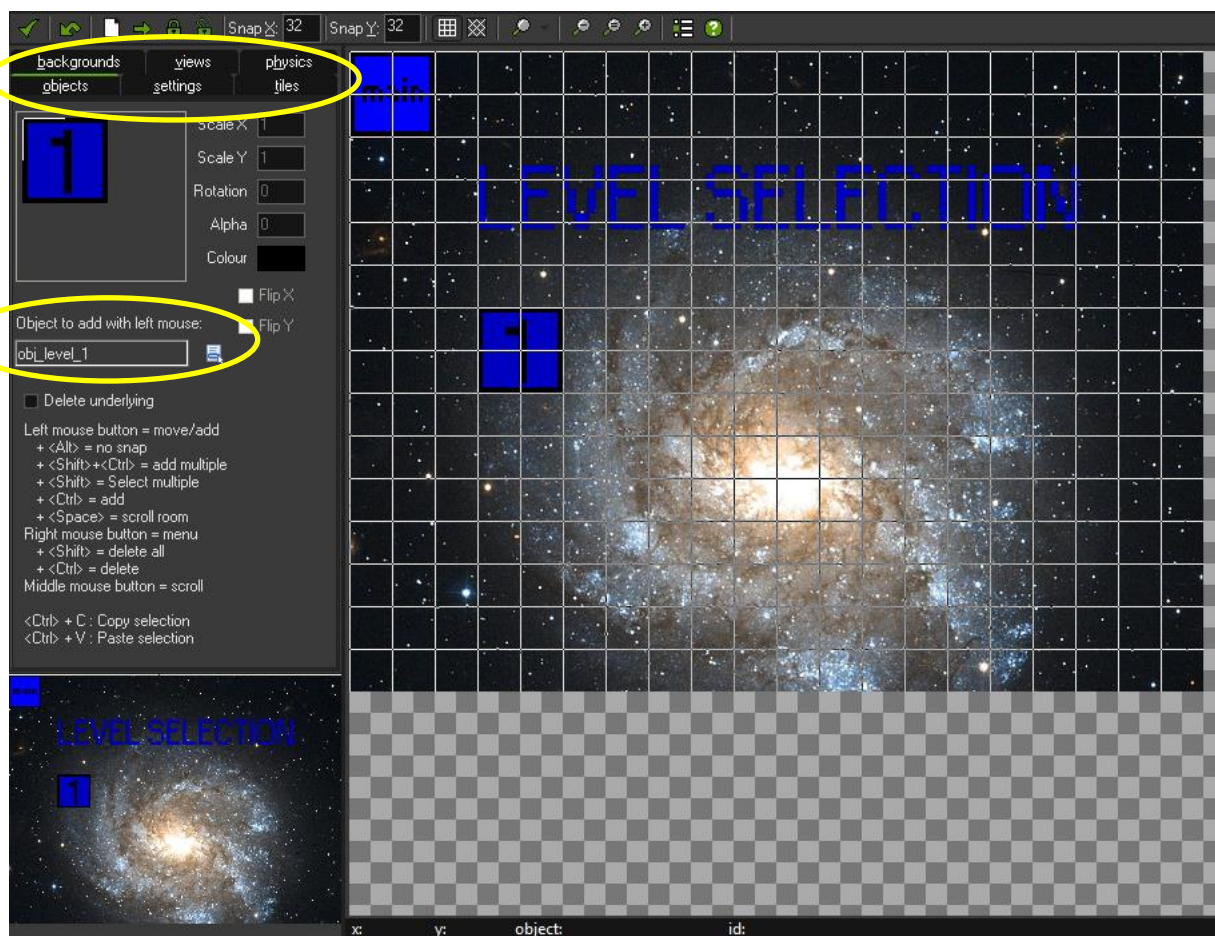 Snap X: 32 Snap Y: 32
backgrounds views physics
objects settings tiles
main
1
Scale X 1
Scale Y 1
Rotation 0
Alpha 0
Colour
Flip X
Flip Y
LEVEL SELECTION
1
Object to add with left mouse:
obj_level_1
Delete underlying
Left mouse button = move/add
+ <Alt> = no snap
+ <Shift>+<Ctrl> = add multiple
+ <Shift> = Select multiple
+ <Ctrl> = add
+ <Space> = scroll room
Right mouse button = menu
+ <Shift> = delete all
+ <Ctrl> = delete
Middle mouse button = scroll
<Ctrl> + C : Copy selection
<Ctrl> + V : Paste selection
main
LEVEL SELECTION
1
x: y: object: id: